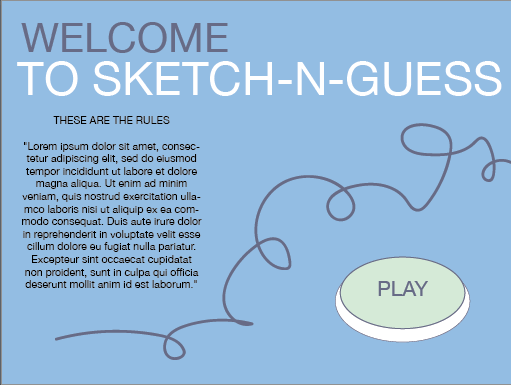 WELCOME
TO SKETCH-N-GUESS
THESE ARE THE RULES
"Lorem ipsum dolor sit amet, consec-
tetur adipiscing elit, sed do eiusmod
tempor incididunt ut labore et dolore
magna aliqua. Ut enim ad minim
veniam, quis nostrud exercitation ulla-
mco laboris nisi ut aliquip ex ea com-
modo consequat. Duis aute irure dolor
in reprehenderit in voluptate velit esse
cillum dolore eu fugiat nulla pariatur.
Excepteur sint occaecat cupidatat
non proident, sunt in culpa qui officia
deserunt mollit anim id est laborum."
PLAY